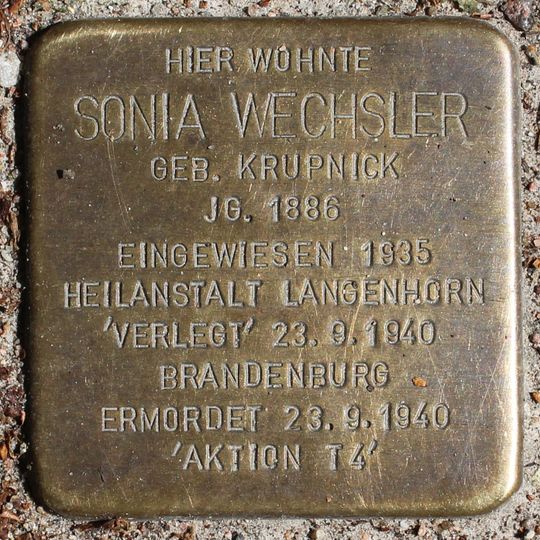 HIER WOHNTE
SONIA WECHSLER
GEB. KRUPNICK
JG. 1886
EINGEWIESEN 1935
HEILANSTALT LANGENHORN
'VERLEGT' 23.9.1940
BRANDENBURG
ERMORDET 23.9.1940
'AKTION T4'